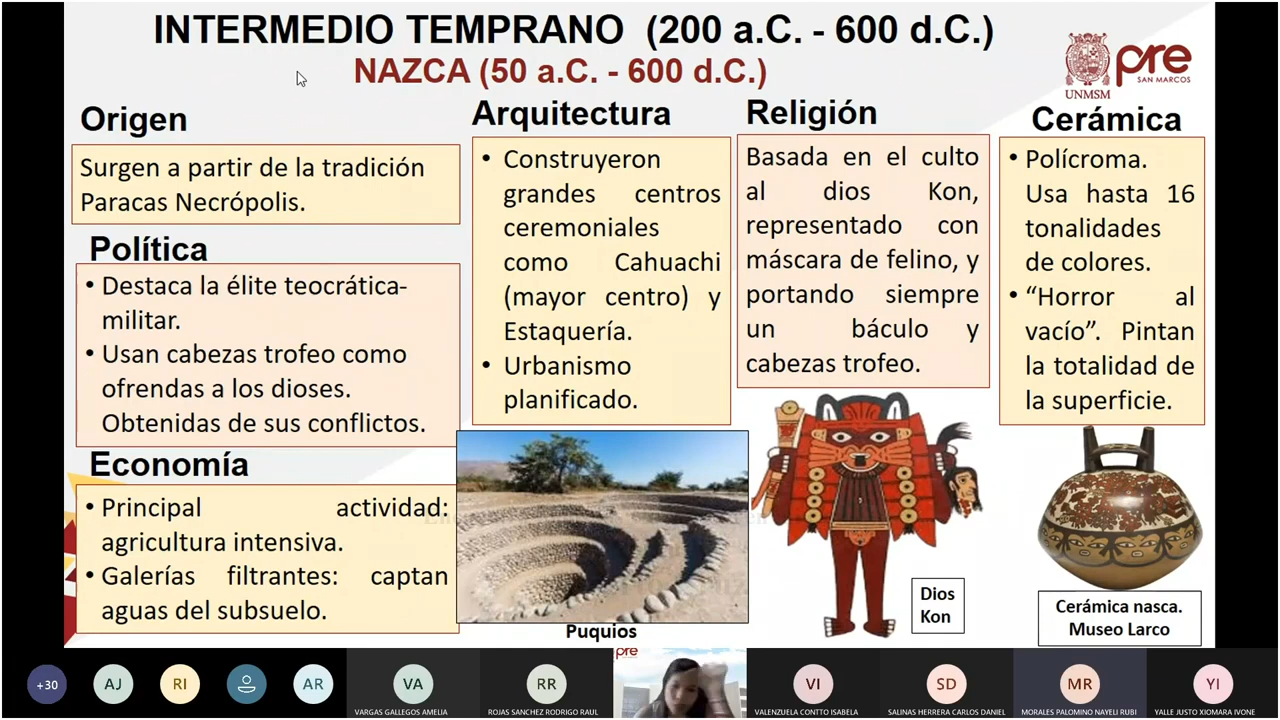 INTERMEDIO TEMPRANO (200 a.C. - 600 d.C.)
NAZCA (50 a.C. - 600 d.C.)
UNMSM
pre
SAN MARCOS
Origen
Surgen a partir de la tradición
Paracas Necrópolis.
Política
• Destaca la élite teocrática-
militar.
• Usan cabezas trofeo como
ofrendas a los dioses.
Obtenidas de sus conflictos.
Economía
• Principal actividad:
agricultura intensiva.
• Galerías filtrantes: captan
aguas del subsuelo.
Arquitectura
• Construyeron
grandes centros
ceremoniales
como Cahuachi
(mayor centro) y
Estaquería.
• Urbanismo
planificado.
Puquios
Religión
Basada en el culto
al dios Kon,
representado con
máscara de felino, y
portando siempre
un báculo y
cabezas trofeo.
Dios
Kon
Cerámica
• Polícroma.
Usa hasta 16
tonalidades
de colores.
• “Horror al
vacío”. Pintan
la totalidad de
la superficie.
Cerámica nasca.
Museo Larco
+30
AJ
RI
AR
VA
VARGAS GALLEGOS AMELIA
RR
ROJAS SANCHEZ RODRIGO RAUL
pre
VI
VALENZUELA CONTTO ISABELA
SD
SALINAS HERRERA CARLOS DANIEL
MR
MORALES PALOMINO NAYELI RUBI
YI
YALLE JUSTO XIOMARA IVONE